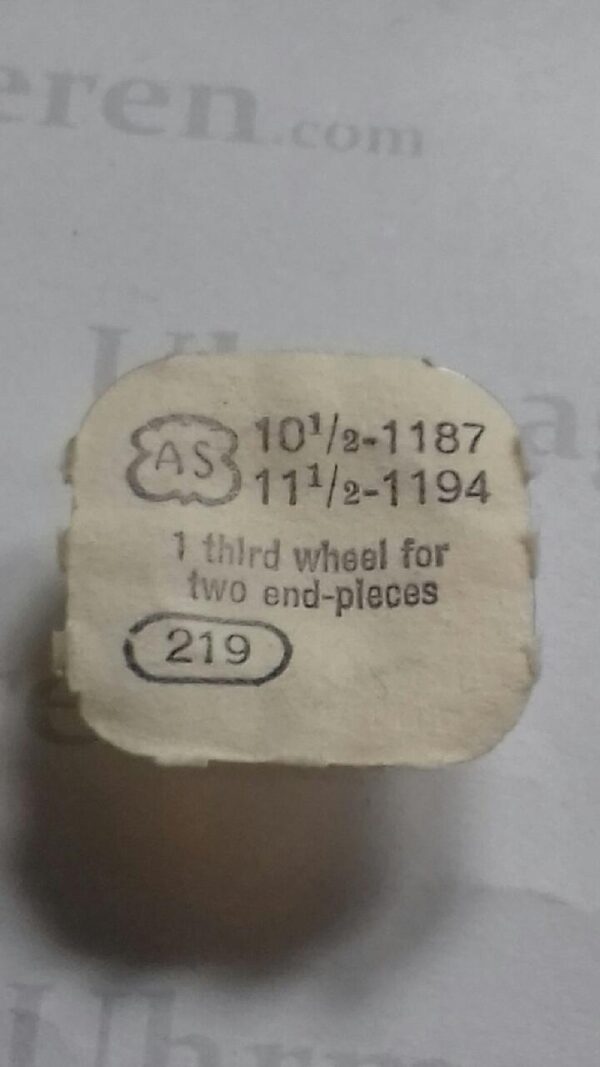 eren.com
AS 10½-1187
11½-1194
1 third wheel for
two end-pieces
219